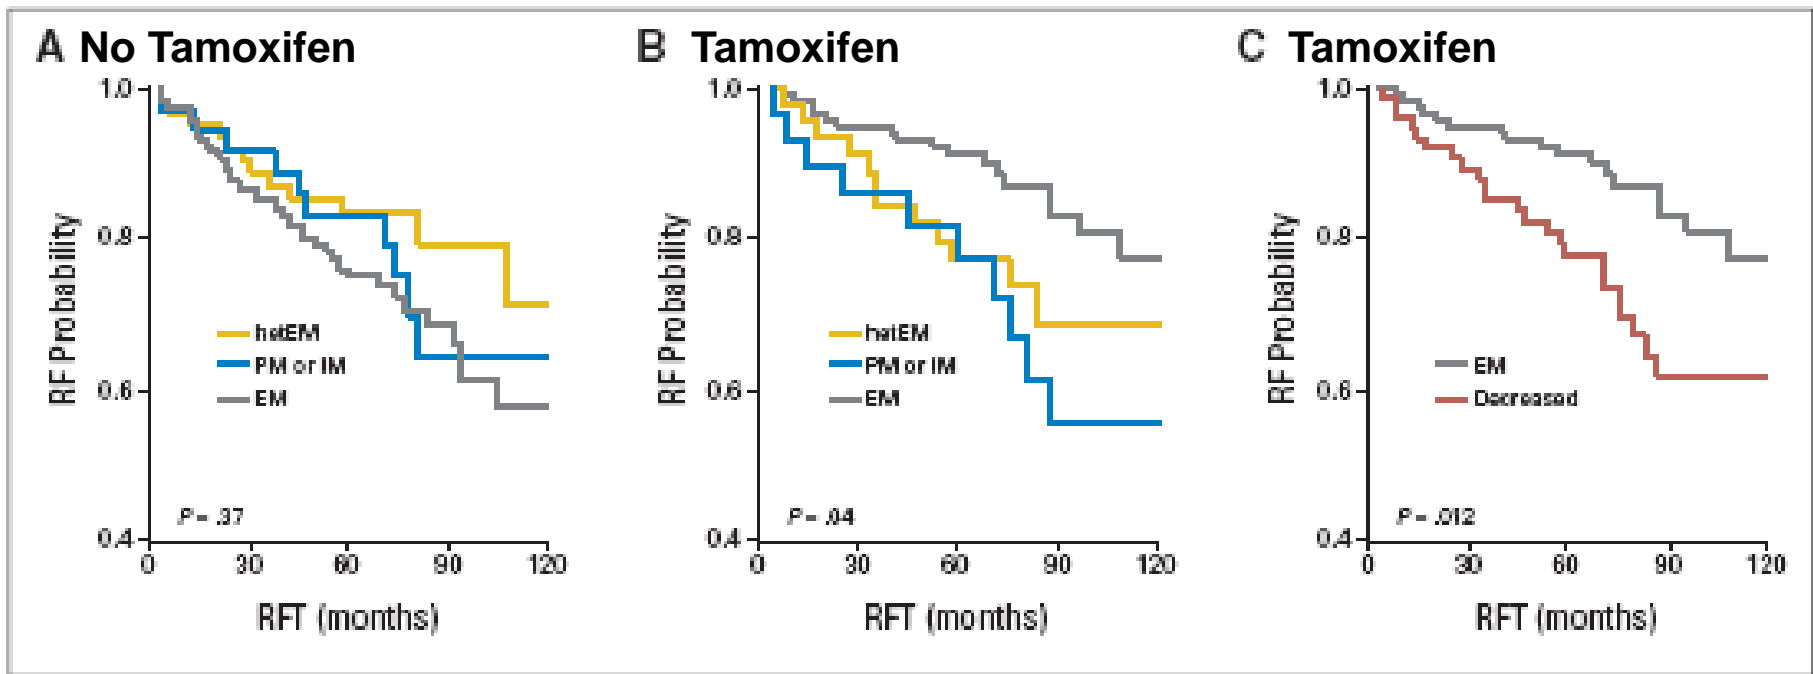 A No Tamoxifen
1.0
0.8
0.6
0.4
RF Probability
hetEM
PM or IM
EM
P = .37
0 30 60 90 120
RFT (months)
B Tamoxifen
1.0
0.8
0.6
0.4
RF Probability
hetEM
PM or IM
EM
P = .04
0 30 60 90 120
RFT (months)
C Tamoxifen
1.0
0.8
0.6
0.4
RF Probability
EM
Decreased
P = .012
0 30 60 90 120
RFT (months)